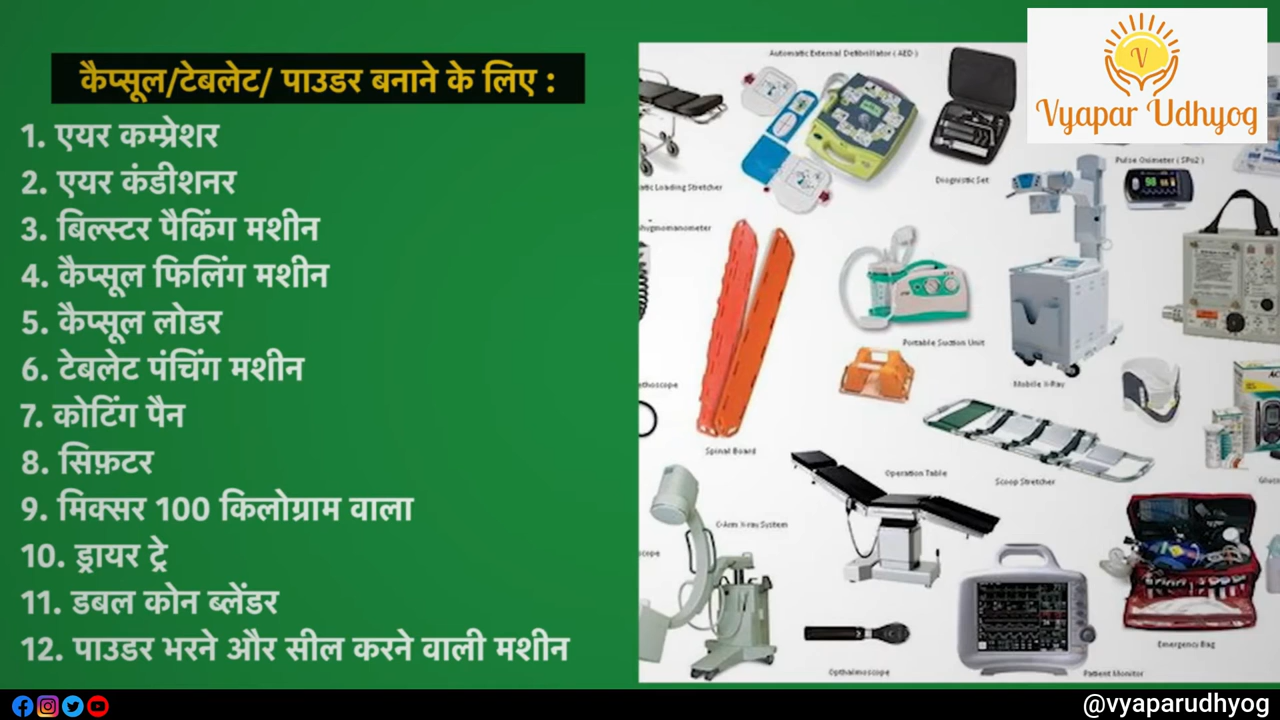 कैप्सूल/टेबलेट/ पाउडर बनाने के लिए :
1. एयर कम्प्रेशर
2. एयर कंडीशनर
3. बिल्स्टर पैकिंग मशीन
4. कैप्सूल फिलिंग मशीन
5. कैप्सूल लोडर
6. टेबलेट पंचिंग मशीन
7. कोटिंग पैन
8. सिफ़टर
9. मिक्सर 100 किलोग्राम वाला
10. ड्रायर ट्रे
11. डबल कोन ब्लेंडर
12. पाउडर भरने और सील करने वाली मशीन
V
Vyapar Udhyog
Automatic External Defibrillator ( AED )
Diagnostic Set
Pulse Oximeter ( SPo2 )
atic Loading Stretcher
Portable Suction Unit
Mobile X-Ray
Spinal Board
Operation Table
Scoop Stretcher
C-Arm X-ray System
Opthalmoscope
Patient Monitor
Emergency Bag
@vyaparudhyog